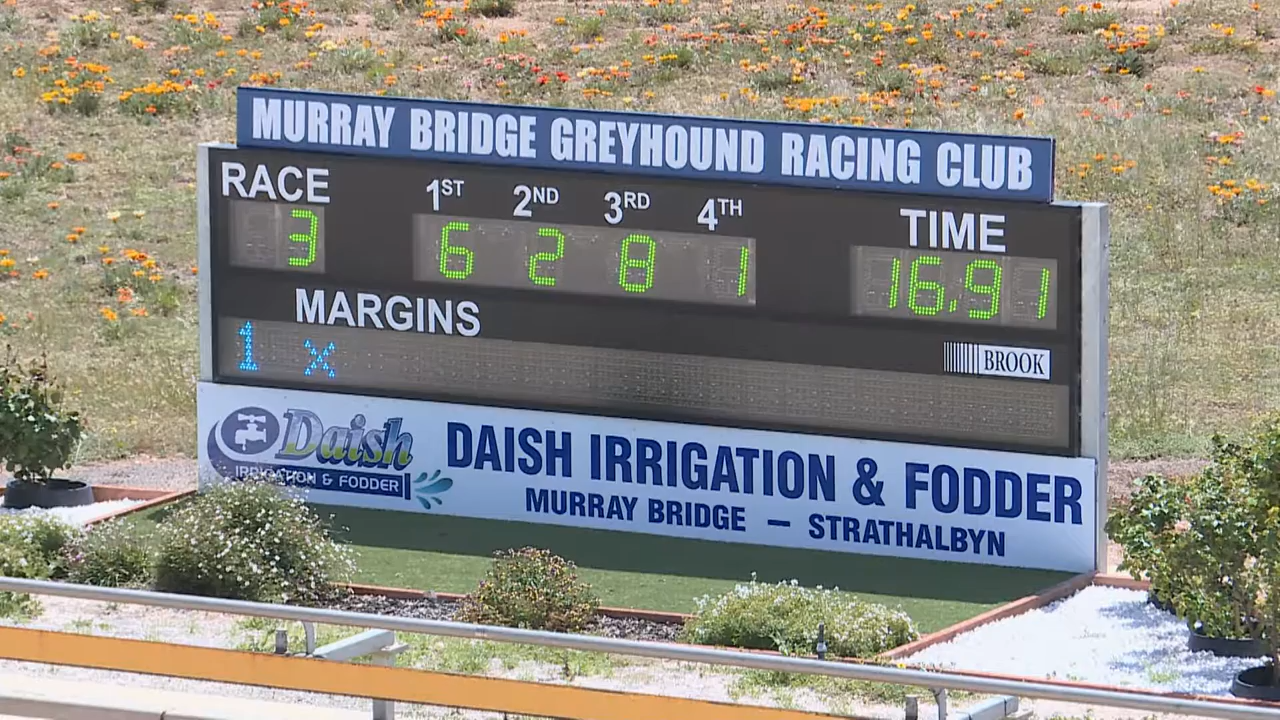 MURRAY BRIDGE GREYHOUND RACING CLUB
RACE 1ST 2ND 3RD 4TH TIME
3 6 2 8 1 16.91
MARGINS
1 x
BROOK
Daish
IRRIGATION & FODDER
DAISH IRRIGATION & FODDER
MURRAY BRIDGE – STRATHALBYN